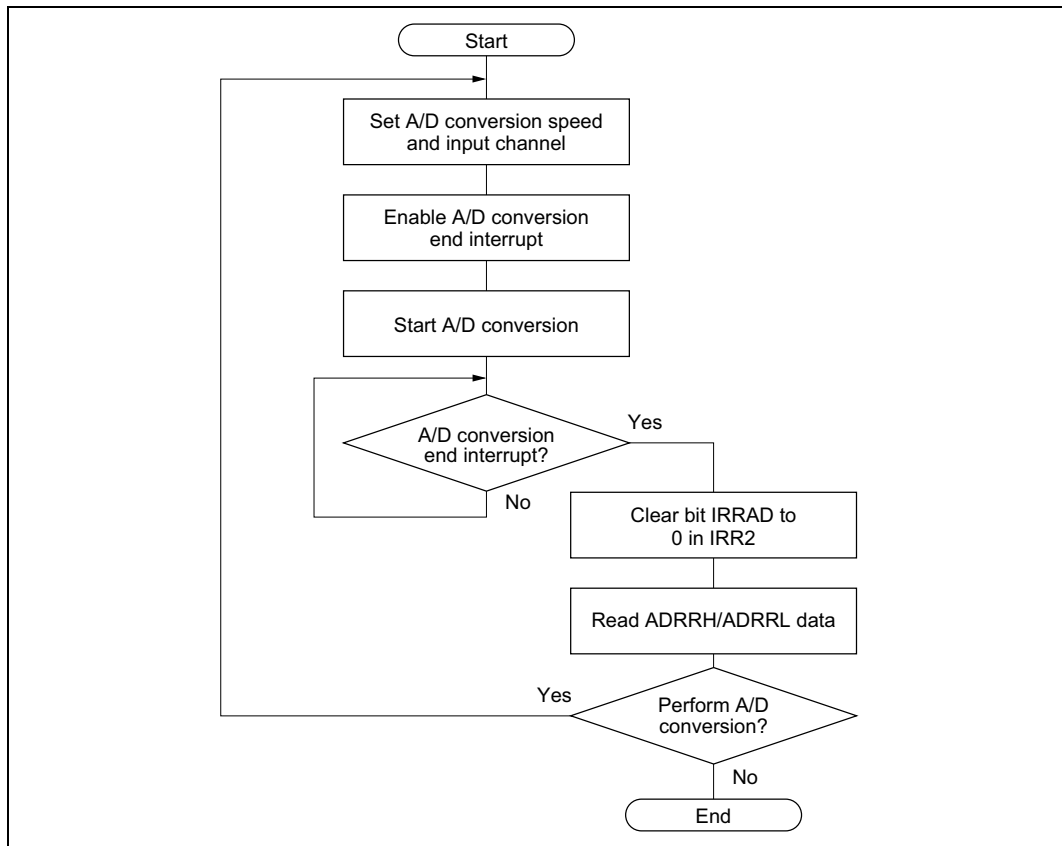 Start
Set A/D conversion speed
and input channel
Enable A/D conversion
end interrupt
Start A/D conversion
A/D conversion
end interrupt?
Yes
No
Clear bit IRRAD to
0 in IRR2
Read ADRRH/ADRRL data
Yes
Perform A/D
conversion?
No
End